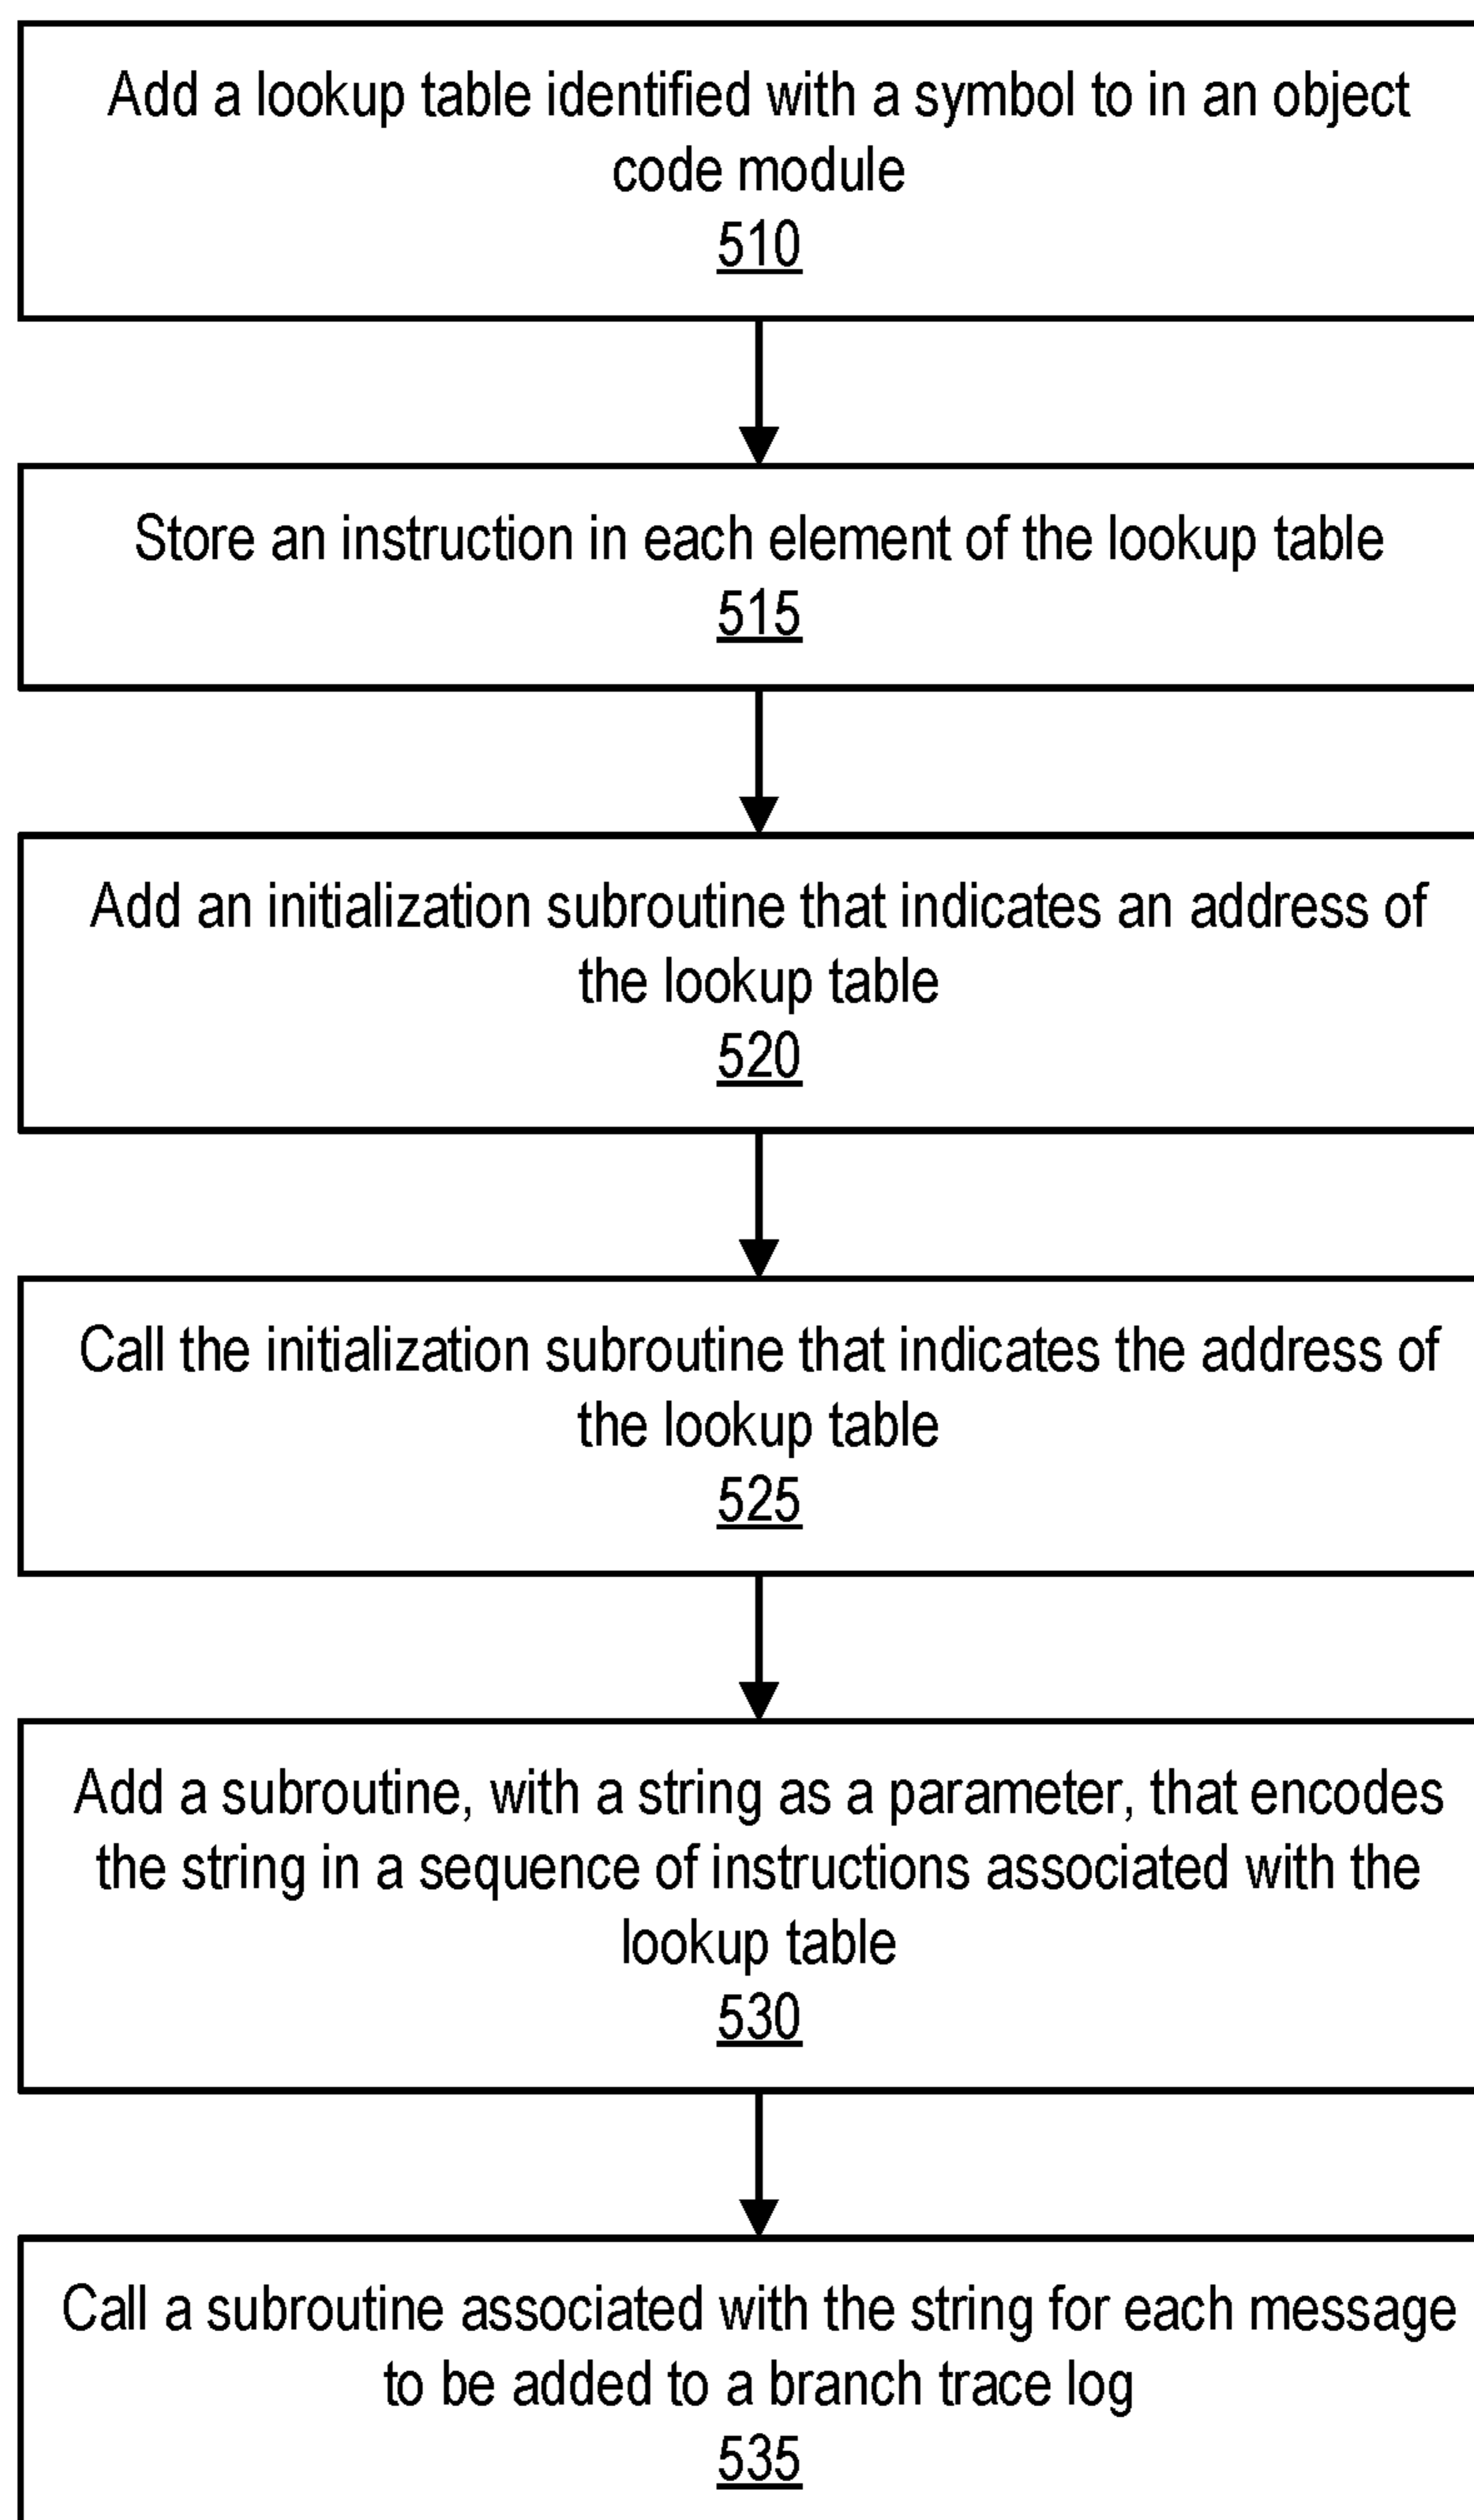 Add a lookup table identified with a symbol to in an object
code module
510
Store an instruction in each element of the lookup table
515
Add an initialization subroutine that indicates an address of
the lookup table
520
Call the initialization subroutine that indicates the address of
the lookup table
525
Add a subroutine, with a string as a parameter, that encodes
the string in a sequence of instructions associated with the
lookup table
530
Call a subroutine associated with the string for each message
to be added to a branch trace log
535